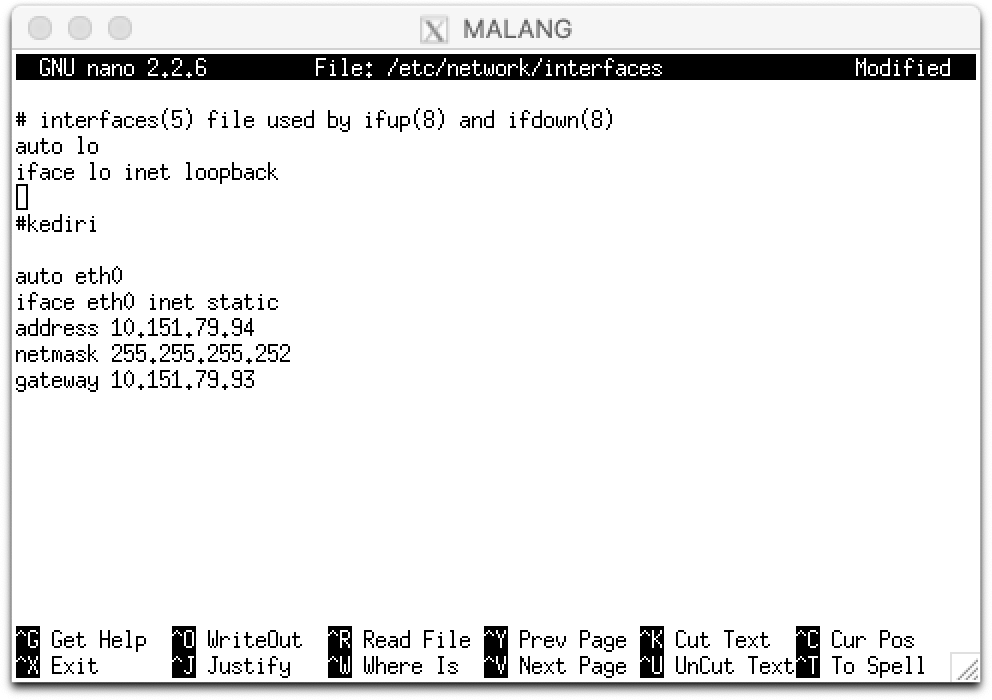 MALANG
GNU nano 2.2.6 File: /etc/network/interfaces Modified
# interfaces(5) file used by ifup(8) and ifdown(8)
auto lo
iface lo inet loopback
#kediri
auto eth0
iface eth0 inet static
address 10.151.79.94
netmask 255.255.255.252
gateway 10.151.79.93
^G Get Help ^O WriteOut ^R Read File ^Y Prev Page ^K Cut Text ^C Cur Pos
^X Exit ^J Justify ^W Where Is ^V Next Page ^U UnCut Text ^T To Spell